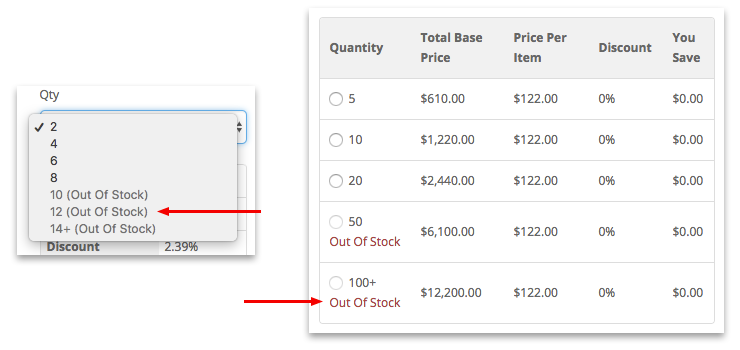 Qty
✓ 2
4
6
8
10 (Out Of Stock)
12 (Out Of Stock)
14+ (Out Of Stock)
Discount 2.39%
Quantity Total Base Price Price Per Item Discount You Save
5 $610.00 $122.00 0% $0.00
10 $1,220.00 $122.00 0% $0.00
20 $2,440.00 $122.00 0% $0.00
50 Out Of Stock $6,100.00 $122.00 0% $0.00
100+ Out Of Stock $12,200.00 $122.00 0% $0.00